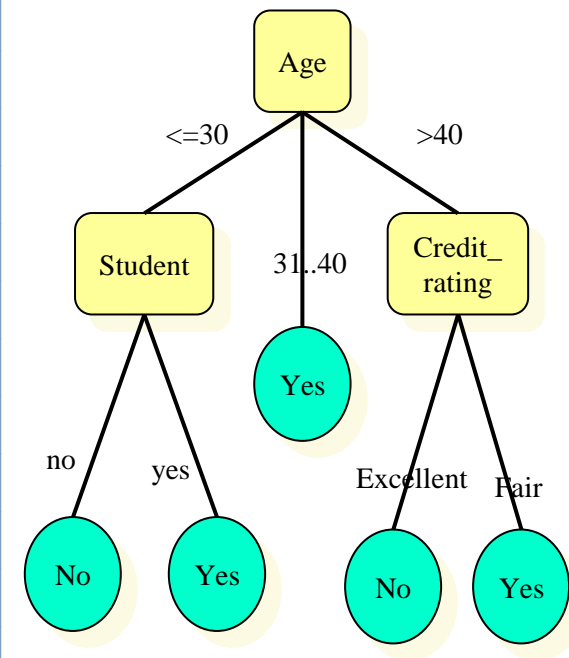 Age
<=30
>40
Student
31..40
Credit_
rating
Yes
no
yes
Excellent
Fair
No
Yes
No
Yes